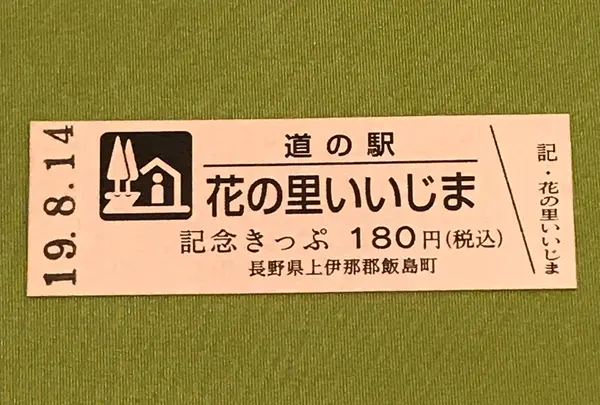 19.8.14
道の駅
花の里いいじま
記念きっぷ 180円(税込)
長野県上伊那郡飯島町
記・花の里いいじま